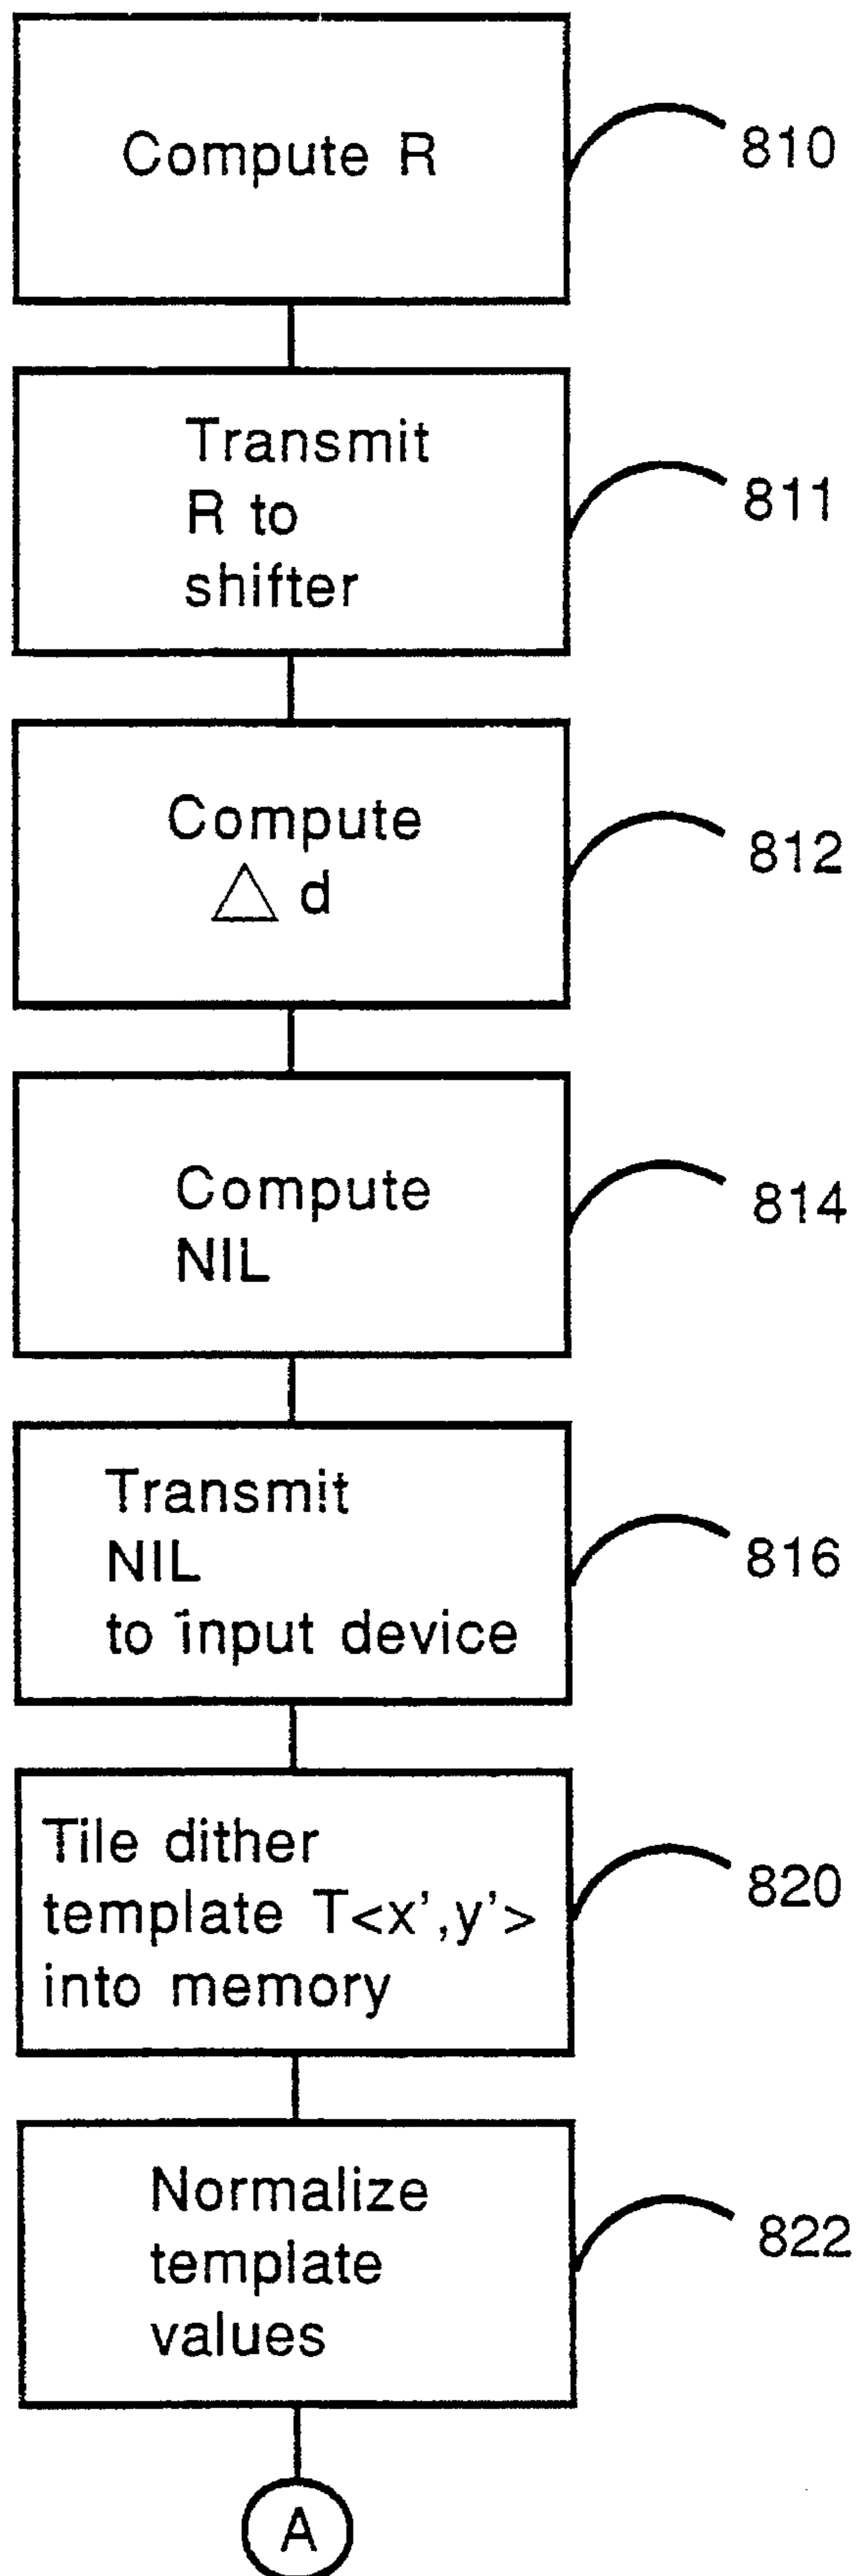 Compute R
810
Transmit
R to
shifter
811
Compute
△ d
812
Compute
NIL
814
Transmit
NIL
to input device
816
Tile dither
template T<x',y'>
into memory
820
Normalize
template
values
822
A